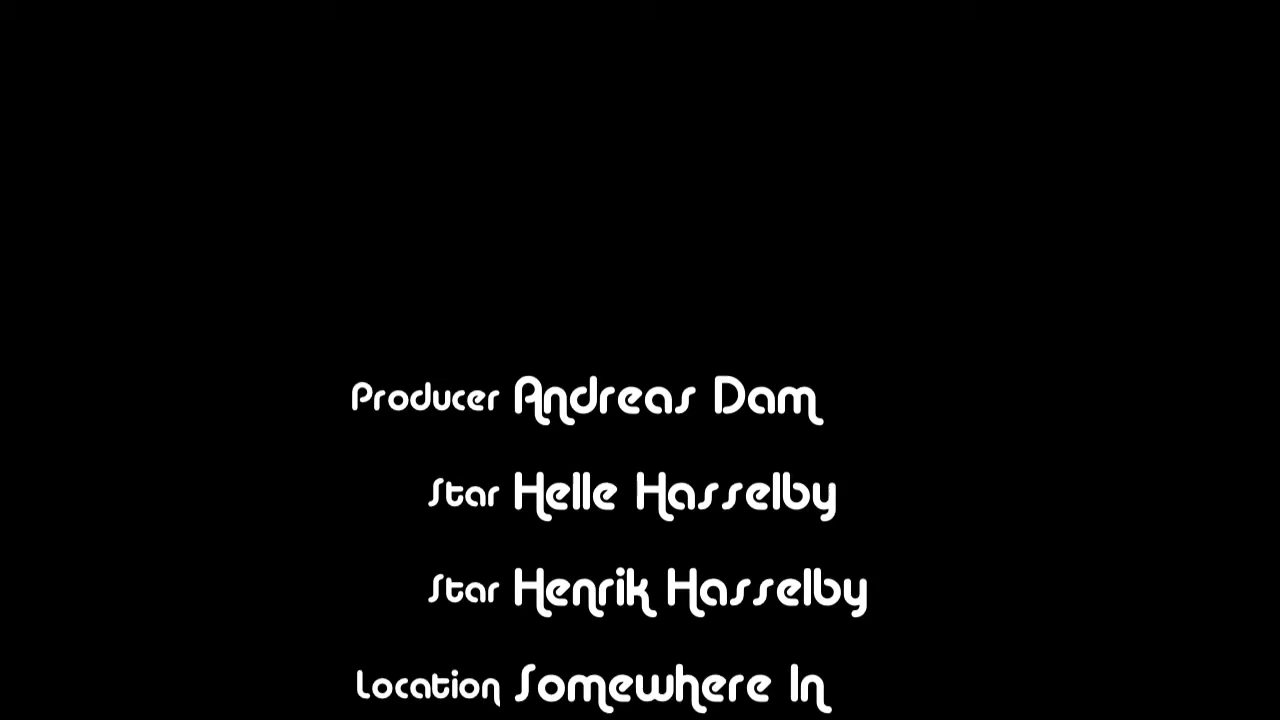 Producer Andreas Dam
Star Helle Hasselby
Star Henrik Hasselby
Location Somewhere In